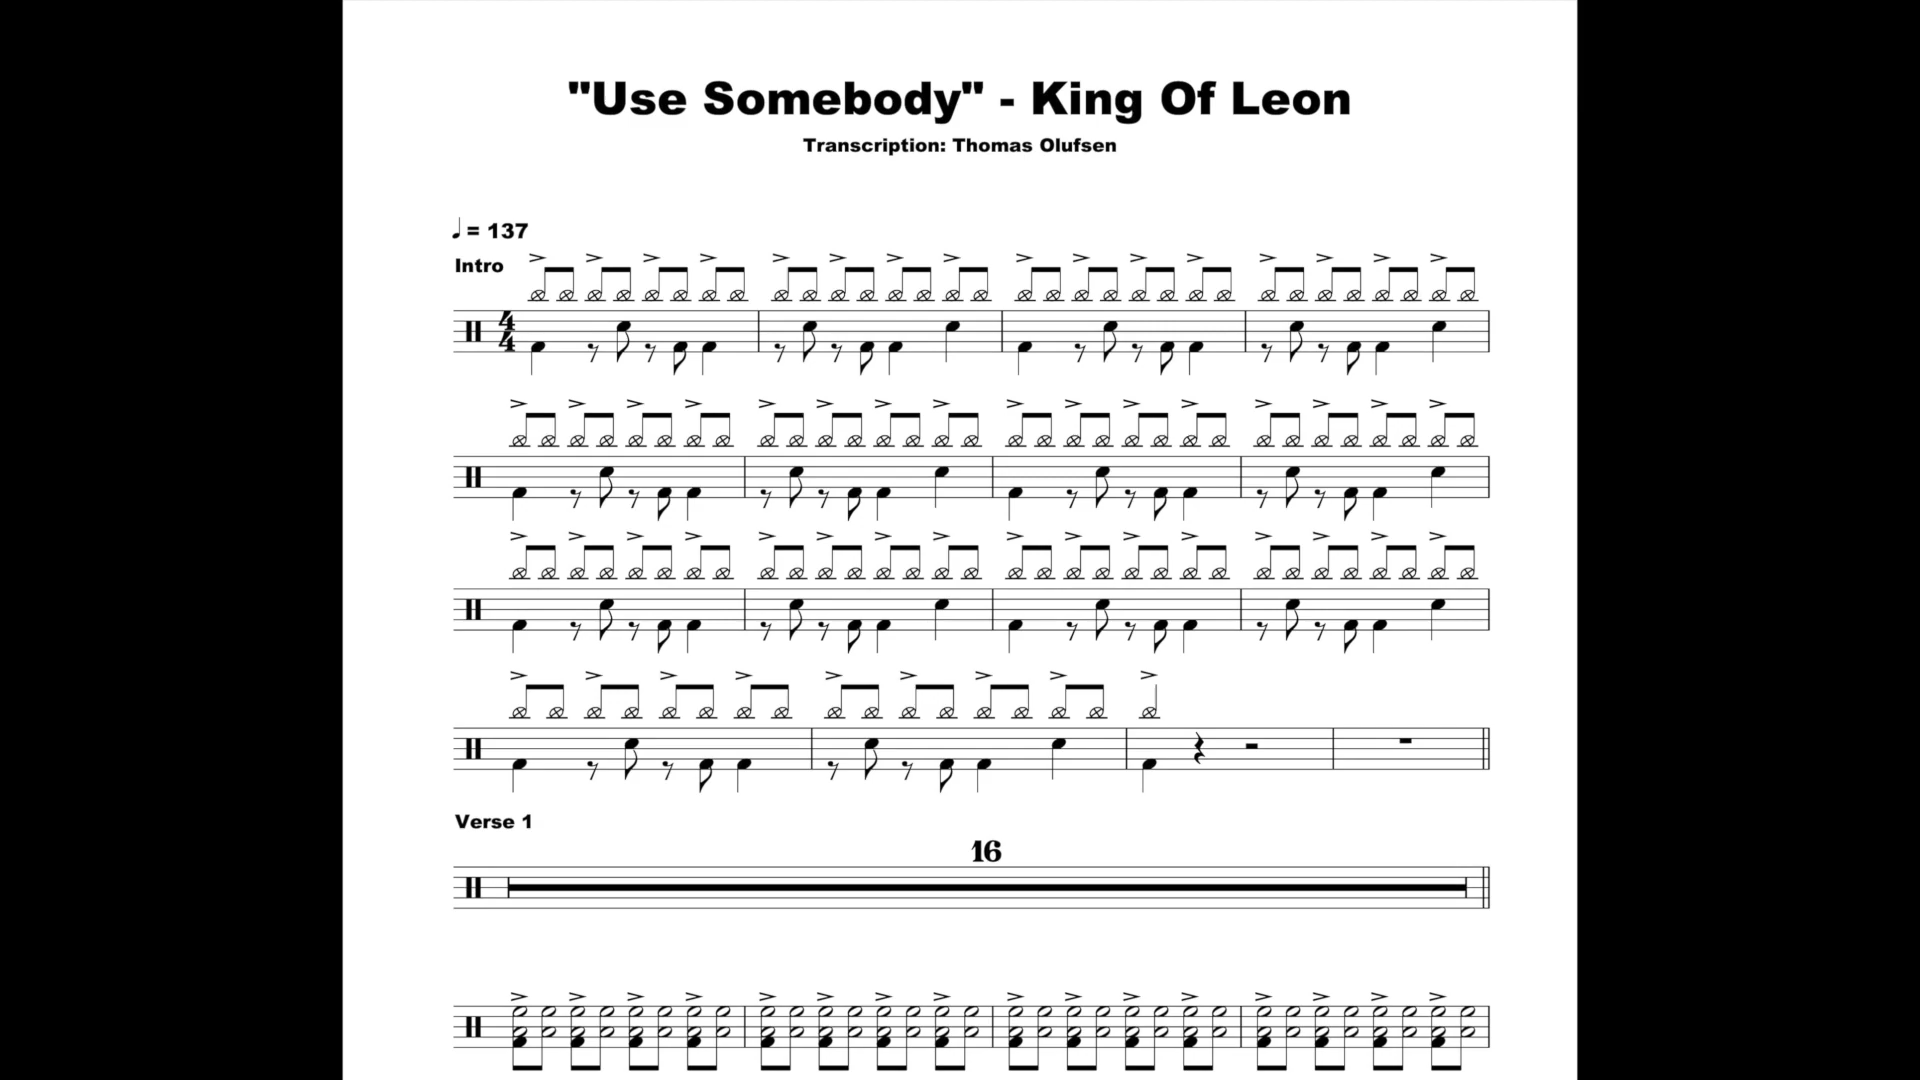 "Use Somebody" - King Of Leon
Transcription: Thomas Olufsen
♩ = 137
Intro
4
4
Verse 1
16